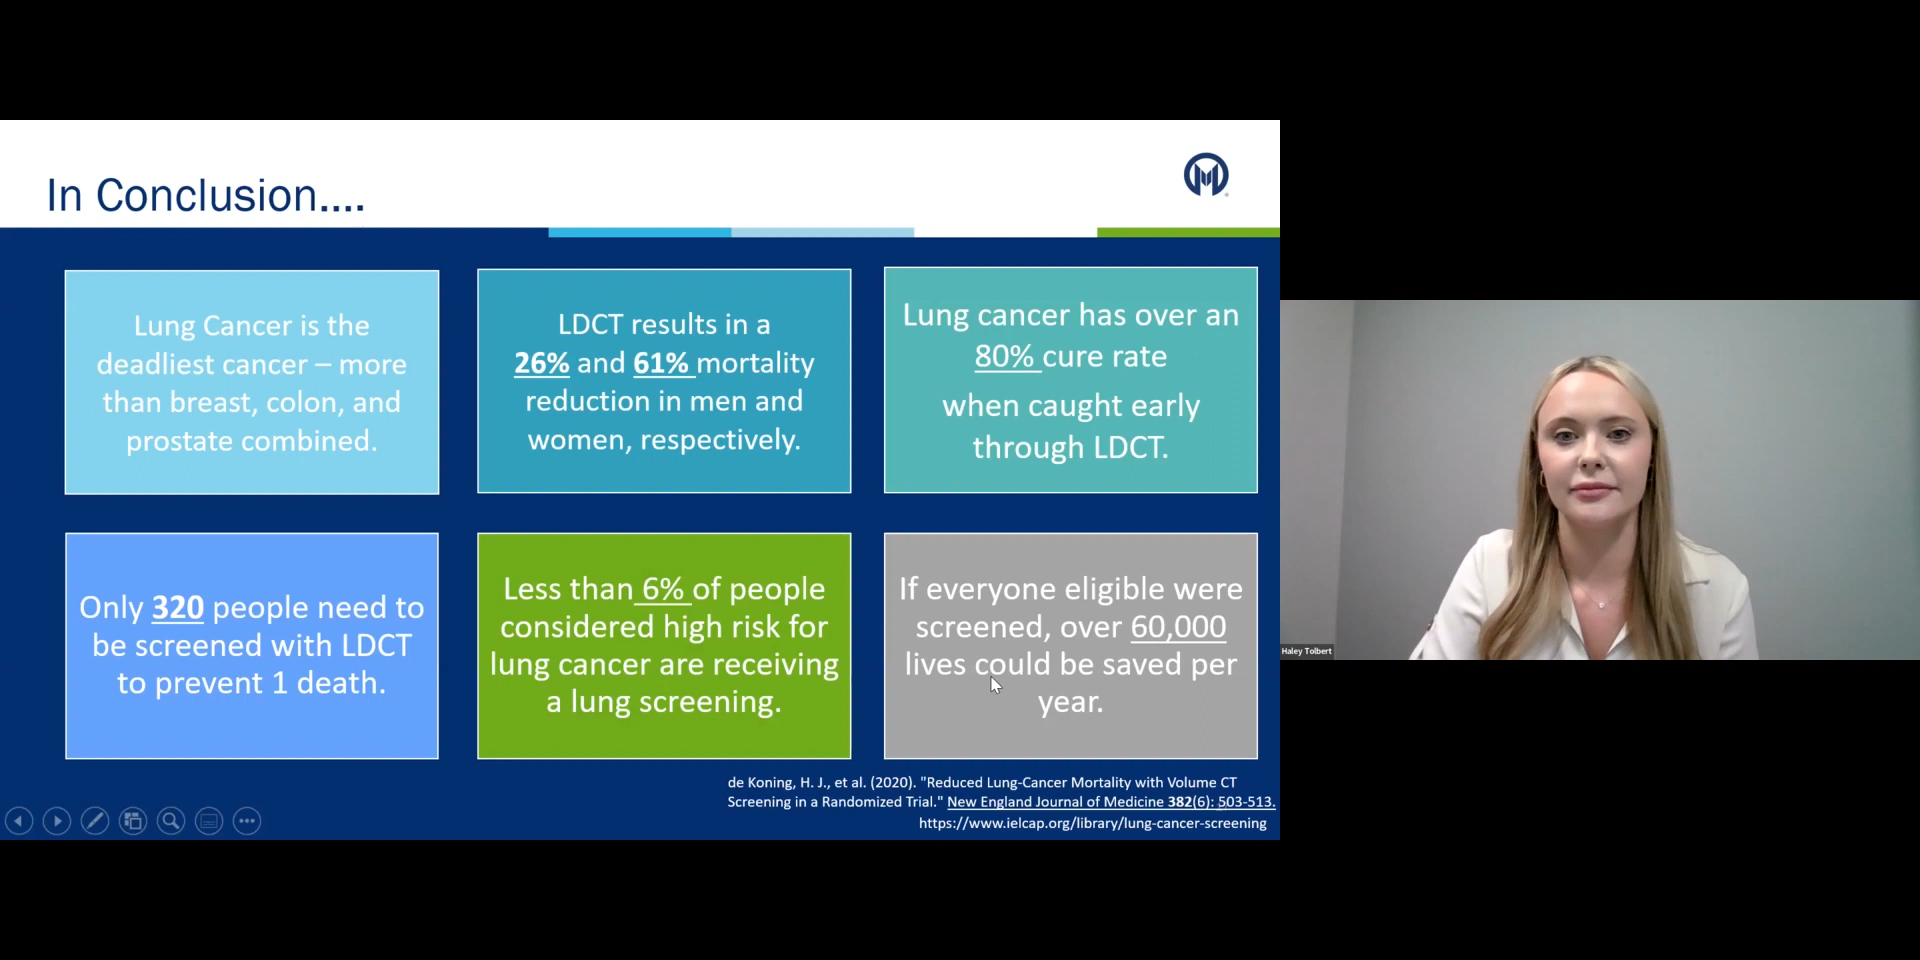 In Conclusion....
Lung Cancer is the
deadliest cancer – more
than breast, colon, and
prostate combined.
LDCT results in a
26% and 61% mortality
reduction in men and
women, respectively.
Lung cancer has over an
80% cure rate
when caught early
through LDCT.
Only 320 people need to
be screened with LDCT
to prevent 1 death.
Less than 6% of people
considered high risk for
lung cancer are receiving
a lung screening.
If everyone eligible were
screened, over 60,000
lives could be saved per
year.
de Koning, H. J., et al. (2020). "Reduced Lung-Cancer Mortality with Volume CT
Screening in a Randomized Trial." New England Journal of Medicine 382(6): 503-513.
https://www.ielcap.org/library/lung-cancer-screening
Haley Tolbert